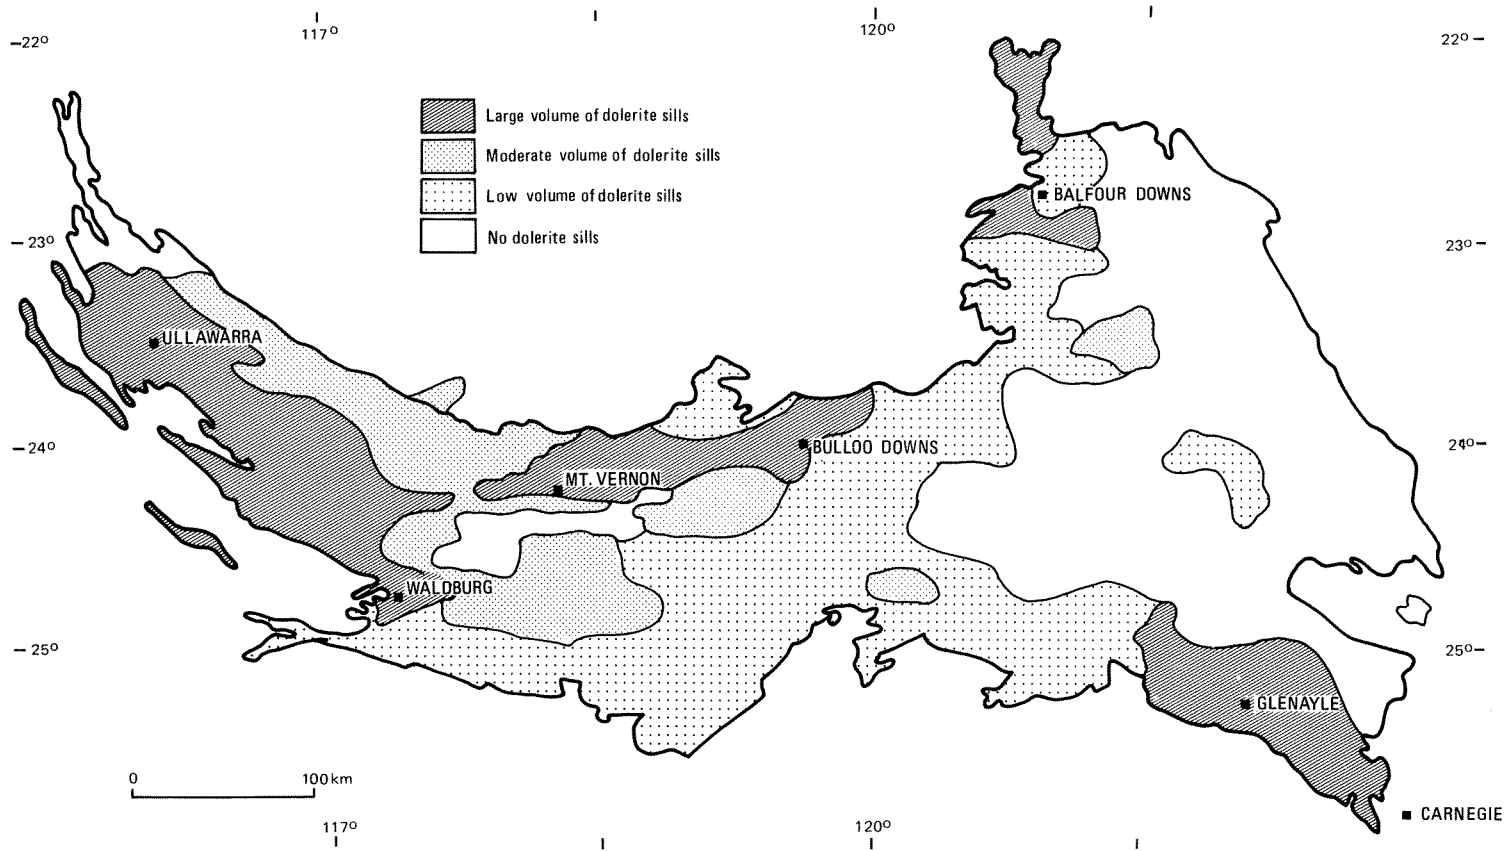 117°
120°
–22°
22°–
Large volume of dolerite sills
Moderate volume of dolerite sills
Low volume of dolerite sills
No dolerite sills
BALFOUR DOWNS
–23°
23°–
ULLAWARRA
–24°
24°–
BULLOO DOWNS
MT. VERNON
WALDBURG
–25°
25°–
GLENAYLE
0 100 km
CARNEGIE
117°
120°